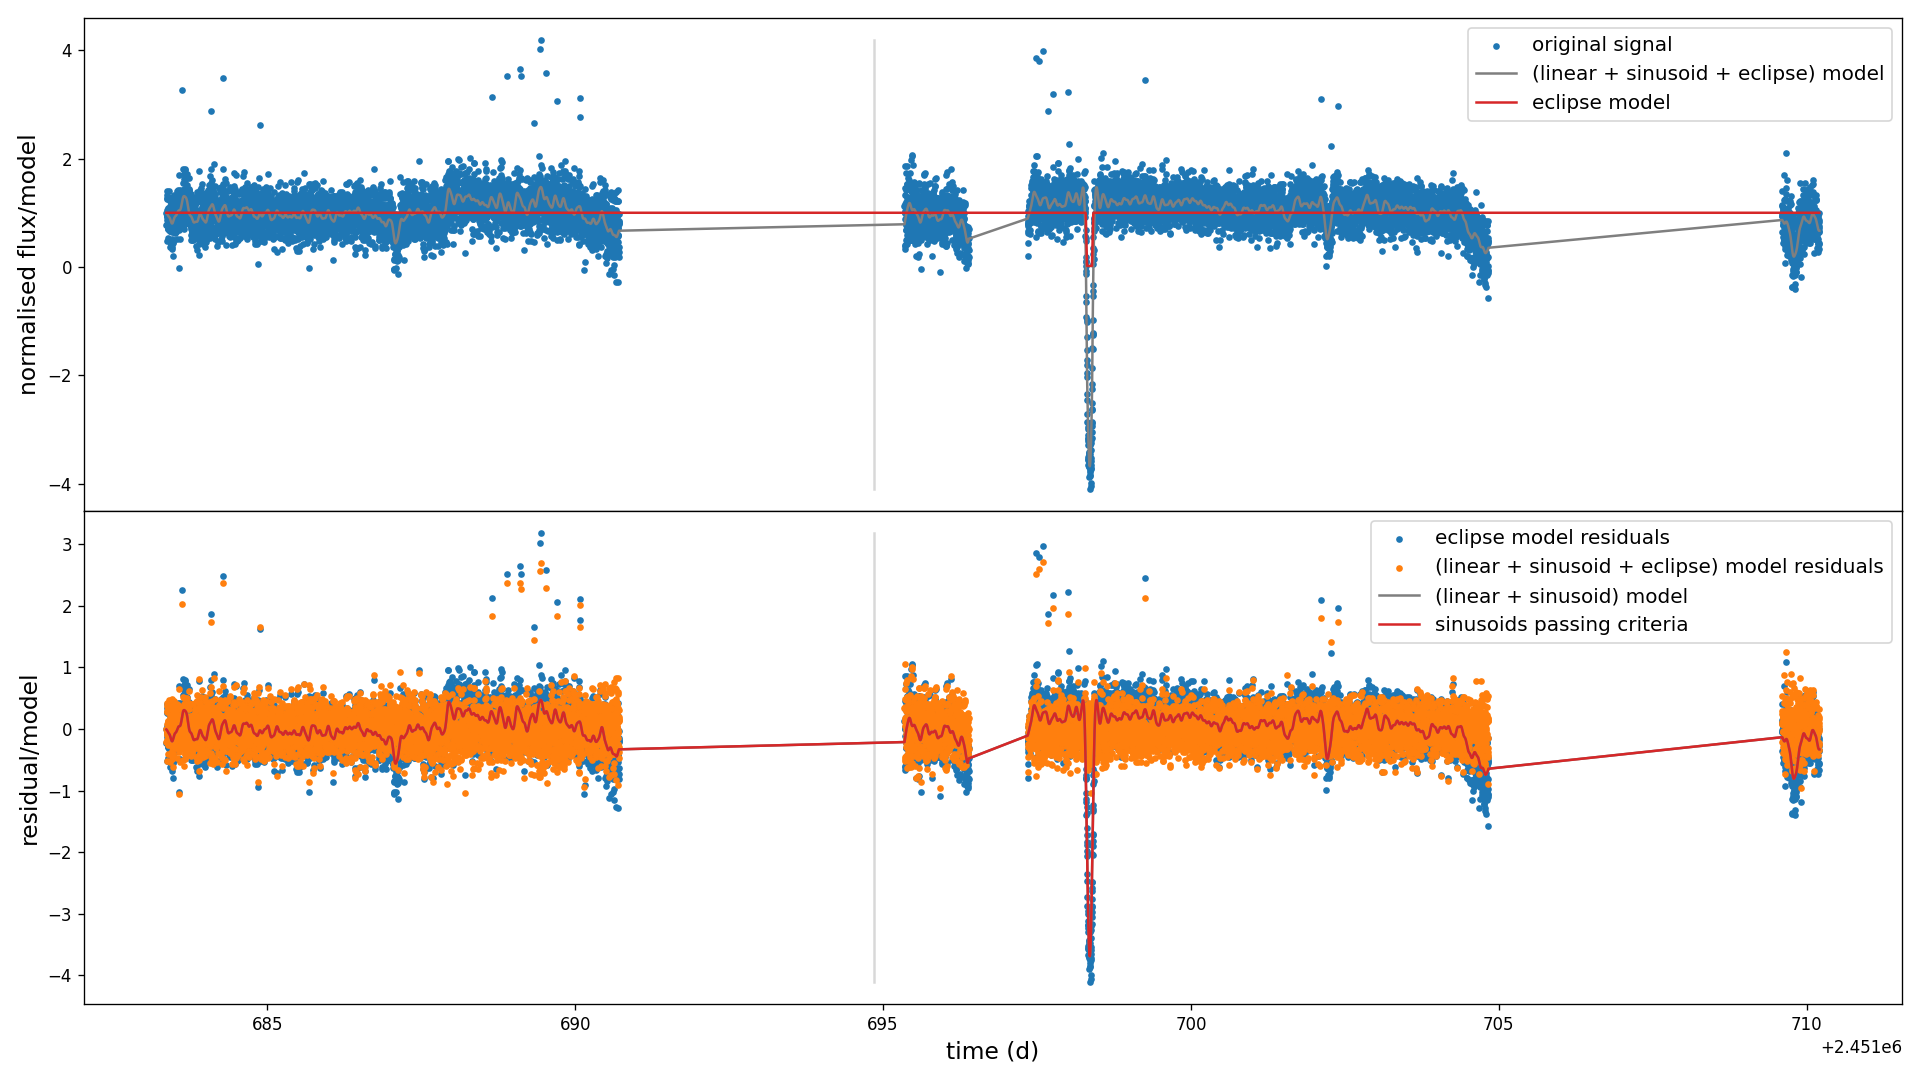 original signal
(linear + sinusoid + eclipse) model
eclipse model
normalised flux/model
4
2
0
−2
−4
eclipse model residuals
(linear + sinusoid + eclipse) model residuals
(linear + sinusoid) model
sinusoids passing criteria
residual/model
3
2
1
0
−1
−2
−3
−4
685 690 695 700 705 710
time (d)
+2.451e6